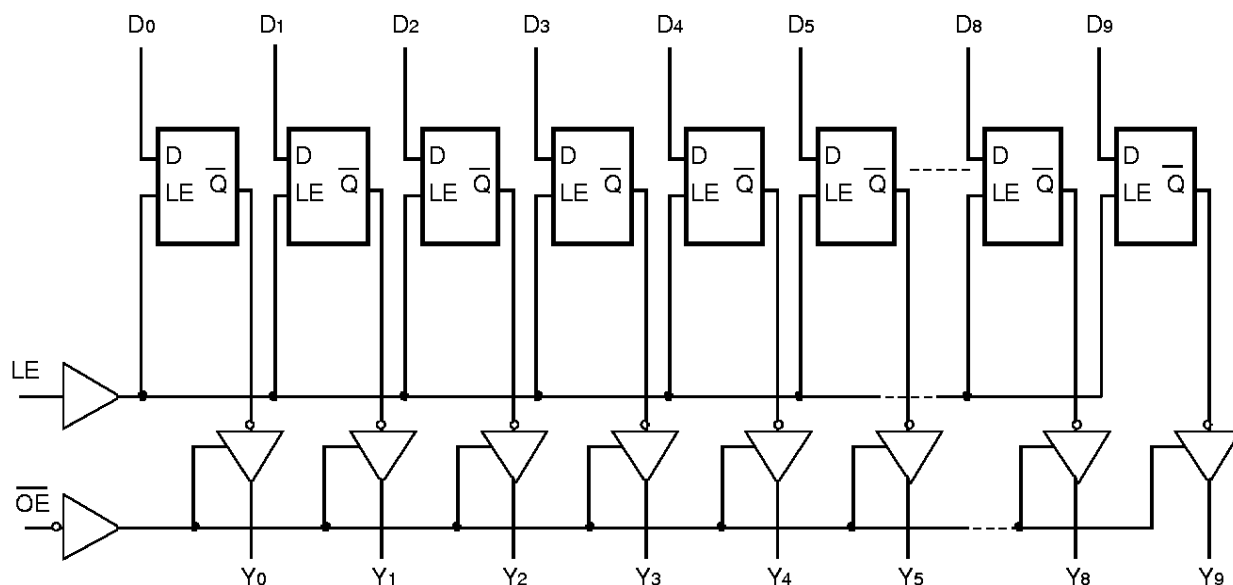 D0 D1 D2 D3 D4 D5 D8 D9
D D D D D D D D
Q̅ Q̅ Q̅ Q̅ Q̅ Q̅ Q̅ Q̅
LE LE LE LE LE LE LE LE
LE
O̅E̅
Y0 Y1 Y2 Y3 Y4 Y5 Y8 Y9